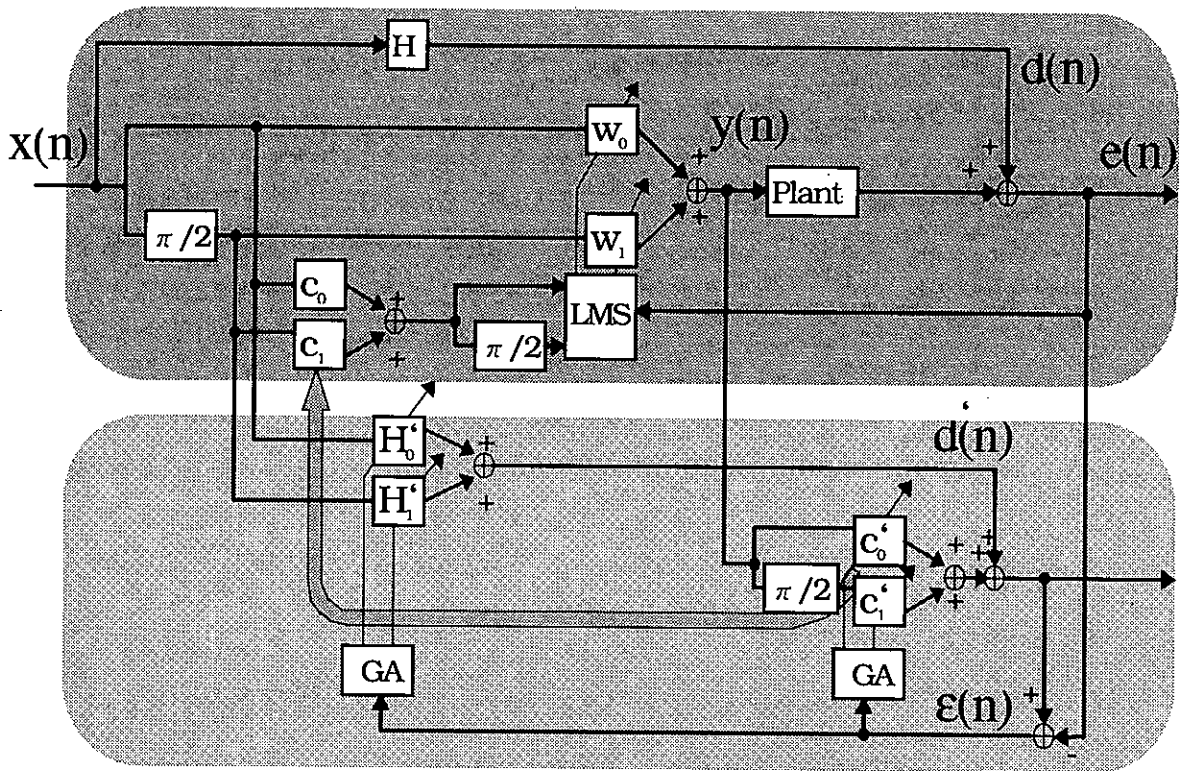 H
d(n)
x(n)
w₀
y(n)
e(n)
+
+
+
+
Plant
π/2
w₁
c₀
+
LMS
c₁
+
π/2
H'₀
+
d'(n)
H'₁
+
c'₀
+
+
+
π/2
c'₁
+
GA
GA
ε(n)
+
-